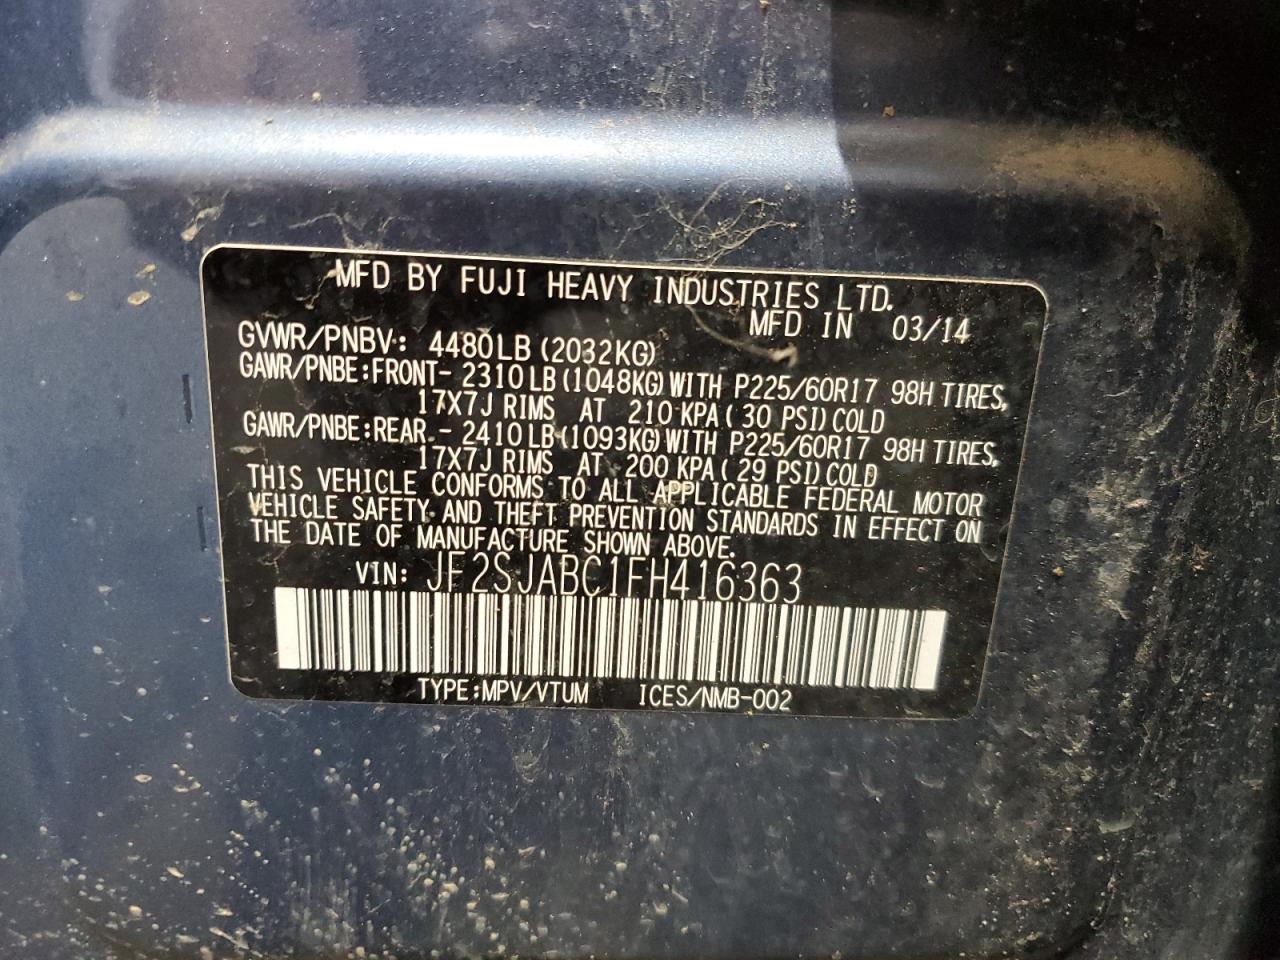 MFD BY FUJI HEAVY INDUSTRIES LTD.
MFD IN 03/14
GVWR/PNBV: 4480LB (2032KG)
GAWR/PNBE:FRONT- 2310LB(1048KG)WITH P225/60R17 98H TIRES,
17X7J RIMS AT 210 KPA( 30 PSI)COLD
GAWR/PNBE:REAR - 2410LB(1093KG)WITH P225/60R17 98H TIRES,
17X7J RIMS AT 200 KPA( 29 PSI)COLD
THIS VEHICLE CONFORMS TO ALL APPLICABLE FEDERAL MOTOR
VEHICLE SAFETY AND THEFT PREVENTION STANDARDS IN EFFECT ON
THE DATE OF MANUFACTURE SHOWN ABOVE.
VIN: JF2SJABC1FH416363
TYPE:MPV/VTUM ICES/NMB-002